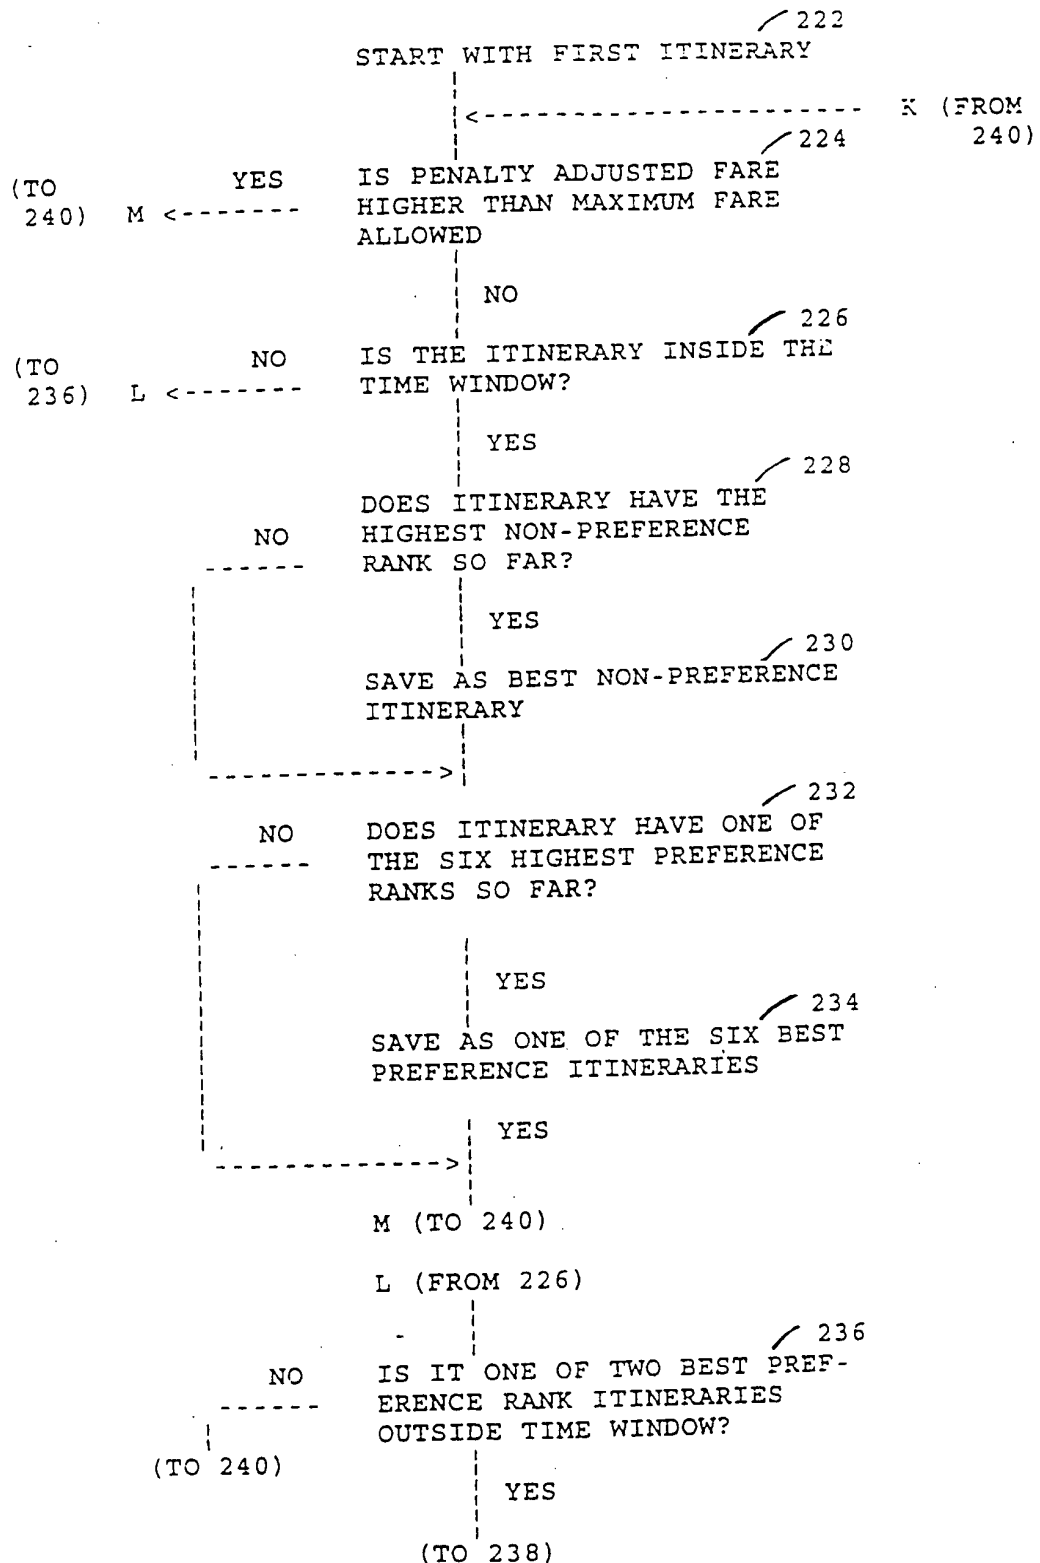 222
START WITH FIRST ITINERARY
K (FROM
240)
224
(TO
240) M <-------
YES
IS PENALTY ADJUSTED FARE
HIGHER THAN MAXIMUM FARE
ALLOWED
NO
226
(TO
236) L <-------
NO
IS THE ITINERARY INSIDE THE
TIME WINDOW?
YES
228
DOES ITINERARY HAVE THE
HIGHEST NON-PREFERENCE
RANK SO FAR?
NO
YES
230
SAVE AS BEST NON-PREFERENCE
ITINERARY
232
NO
DOES ITINERARY HAVE ONE OF
THE SIX HIGHEST PREFERENCE
RANKS SO FAR?
YES
234
SAVE AS ONE OF THE SIX BEST
PREFERENCE ITINERARIES
YES
M (TO 240)
L (FROM 226)
236
NO
IS IT ONE OF TWO BEST PREF-
ERENCE RANK ITINERARIES
OUTSIDE TIME WINDOW?
(TO 240)
YES
(TO 238)